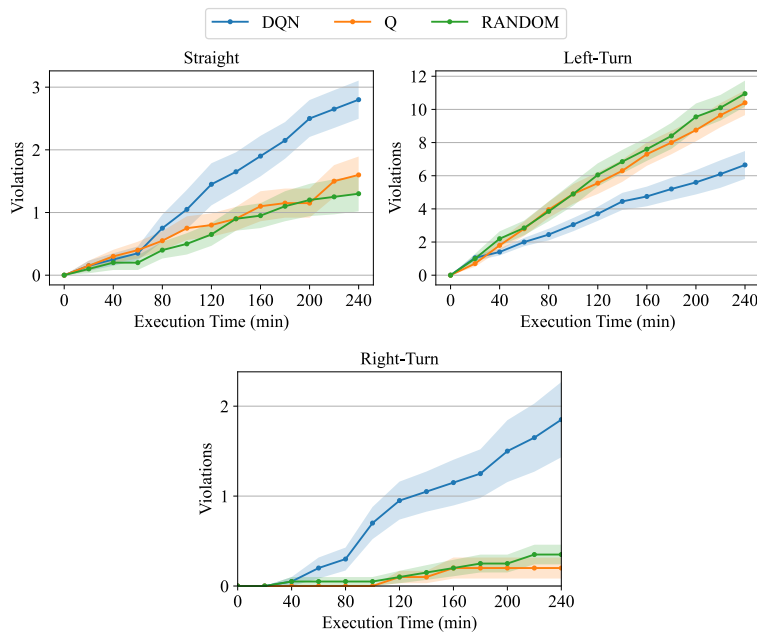 DQN Q RANDOM
Straight
3
2
1
0
Violations
0 40 80 120 160 200 240
Execution Time (min)
Left-Turn
12
10
8
6
4
2
0
Violations
0 40 80 120 160 200 240
Execution Time (min)
Right-Turn
2
1
0
Violations
0 40 80 120 160 200 240
Execution Time (min)